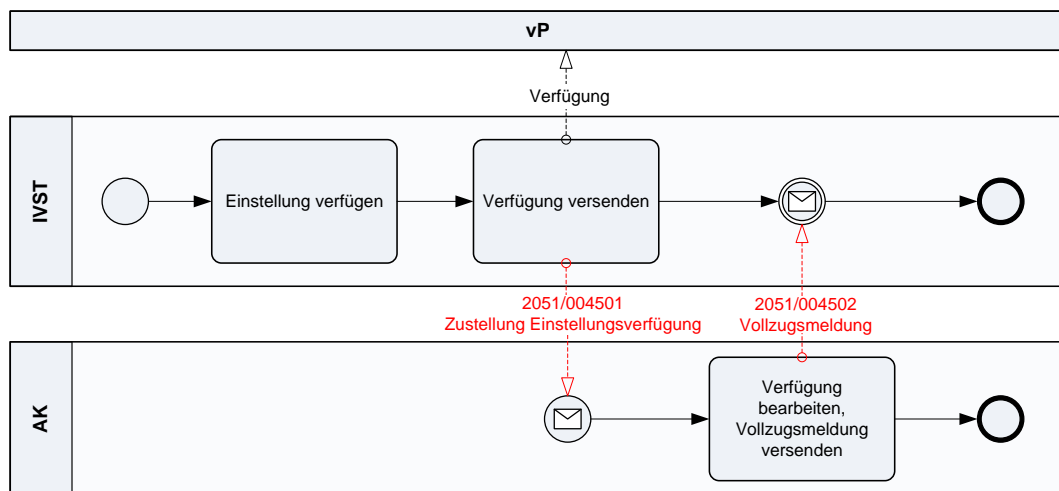 vP
Verfügung
IVST
Einstellung verfügen
Verfügung versenden
2051/004501
Zustellung Einstellungsverfügung
2051/004502
Vollzugsmeldung
AK
Verfügung
bearbeiten,
Vollzugsmeldung
versenden